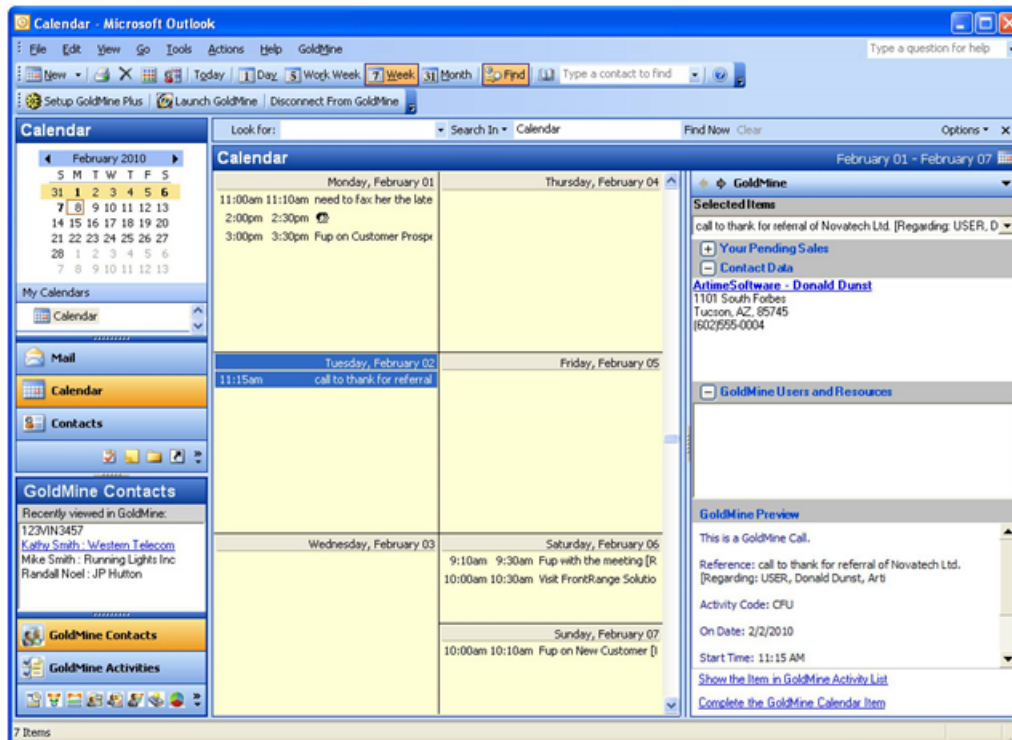 Calendar - Microsoft Outlook
File Edit View Go Tools Actions Help GoldMine
Type a question for help
New Today 1 Day 5 Work Week 7 Week 31 Month Find Type a contact to find
Setup GoldMine Plus Launch GoldMine Disconnect From GoldMine
Calendar
February 2010
S M T W T F S
31 1 2 3 4 5 6
7 8 9 10 11 12 13
14 15 16 17 18 19 20
21 22 23 24 25 26 27
28 1 2 3 4 5 6
7 8 9 10 11 12 13
My Calendars
Calendar
Mail
Calendar
Contacts
GoldMine Contacts
Recently viewed in GoldMine:
123VIN3457
Kathy Smith : Western Telecom
Mike Smith : Running Lights Inc
Randall Noel : JP Hutton
GoldMine Contacts
GoldMine Activities
7 Items
Look for: Search In Calendar Find Now Clear Options
Calendar February 01 - February 07
Monday, February 01
11:00am 11:10am need to fax her the late
2:00pm 2:30pm
3:00pm 3:30pm Fup on Customer Prospe
Tuesday, February 02
11:15am call to thank for referral
Wednesday, February 03
Thursday, February 04
Friday, February 05
Saturday, February 06
9:10am 9:30am Fup with the meeting [R
10:00am 10:30am Visit FrontRange Solutio
Sunday, February 07
10:00am 10:10am Fup on New Customer [
GoldMine
Selected Items
call to thank for referral of Novatech Ltd. [Regarding: USER, D
Your Pending Sales
Contact Data
ArtimeSoftware - Donald Dunst
1101 South Forbes
Tucson, AZ, 85745
(602)555-0004
GoldMine Users and Resources
GoldMine Preview
This is a GoldMine Call.
Reference: call to thank for referral of Novatech Ltd.
[Regarding: USER, Donald Dunst, Arti
Activity Code: CFU
On Date: 2/2/2010
Start Time: 11:15 AM
Show the Item in GoldMine Activity List
Complete the GoldMine Calendar Item